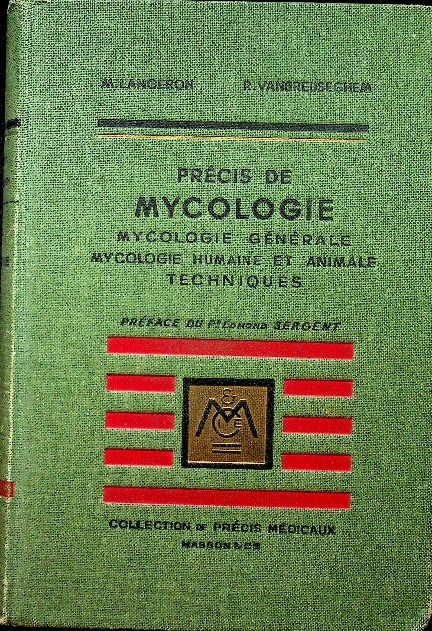 M. LANGERON R. VANBREUSEGHEM
PRÉCIS DE
MYCOLOGIE
MYCOLOGIE GÉNÉRALE
MYCOLOGIE HUMAINE ET ANIMALE
TECHNIQUES
PRÉFACE DU Pr EDMOND SERGENT
& M C IE
COLLECTION DE PRÉCIS MÉDICAUX
MASSON & CIE